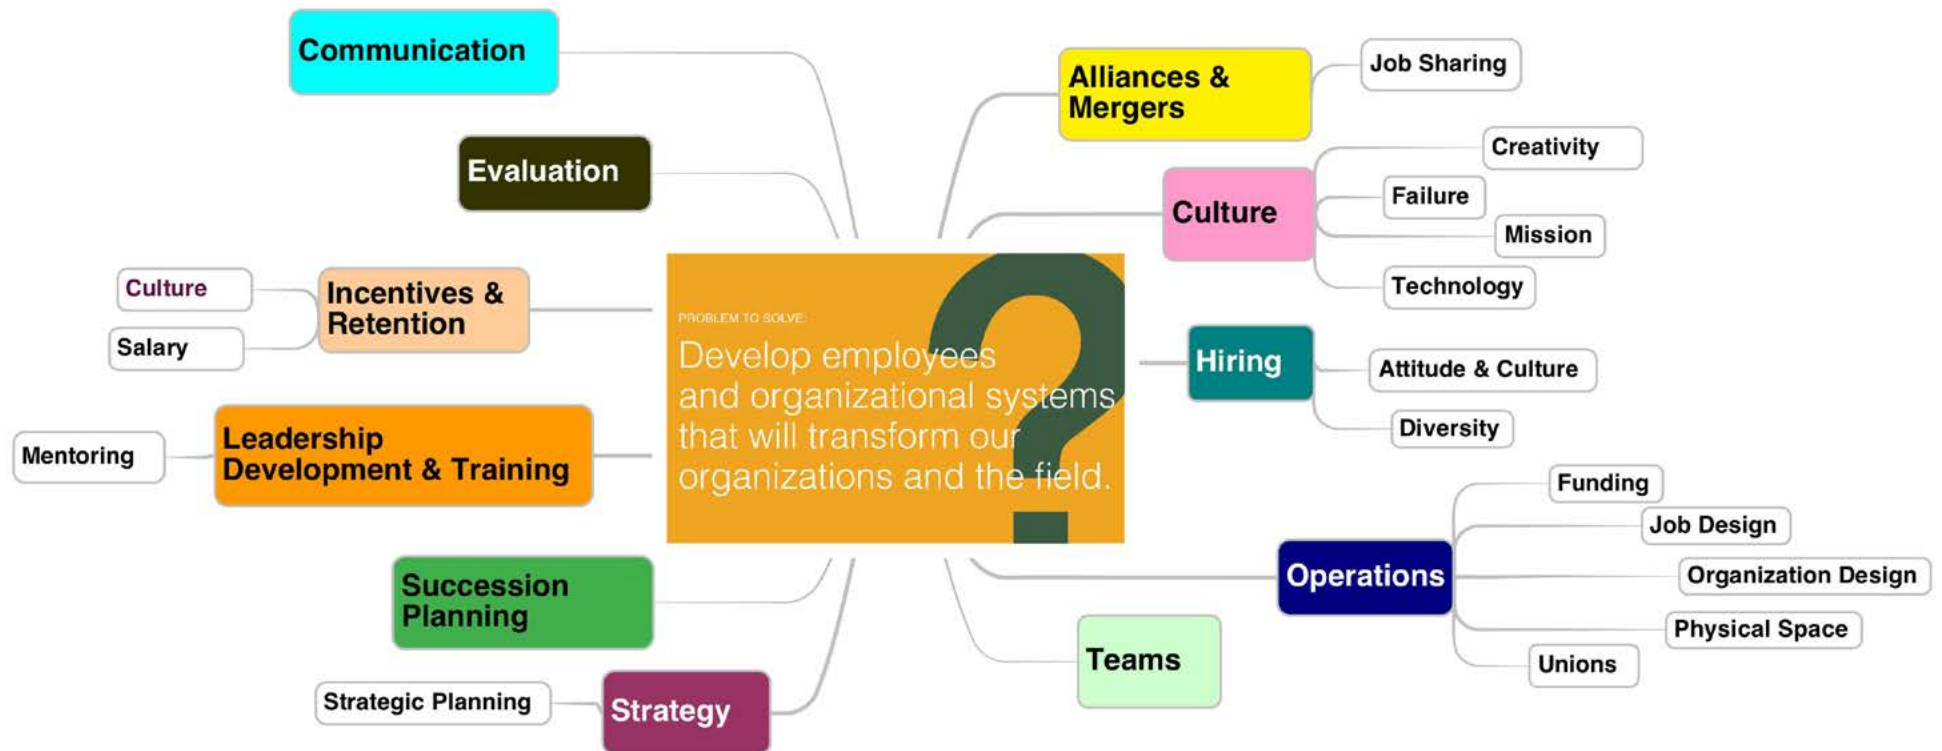 Communication
Evaluation
Culture
Salary
Incentives &
Retention
Mentoring
Leadership
Development & Training
Succession
Planning
Strategic Planning
Strategy
PROBLEM TO SOLVE:
Develop employees
and organizational systems
that will transform our
organizations and the field.
?
Alliances &
Mergers
Job Sharing
Culture
Creativity
Failure
Mission
Technology
Hiring
Attitude & Culture
Diversity
Operations
Funding
Job Design
Organization Design
Physical Space
Unions
Teams